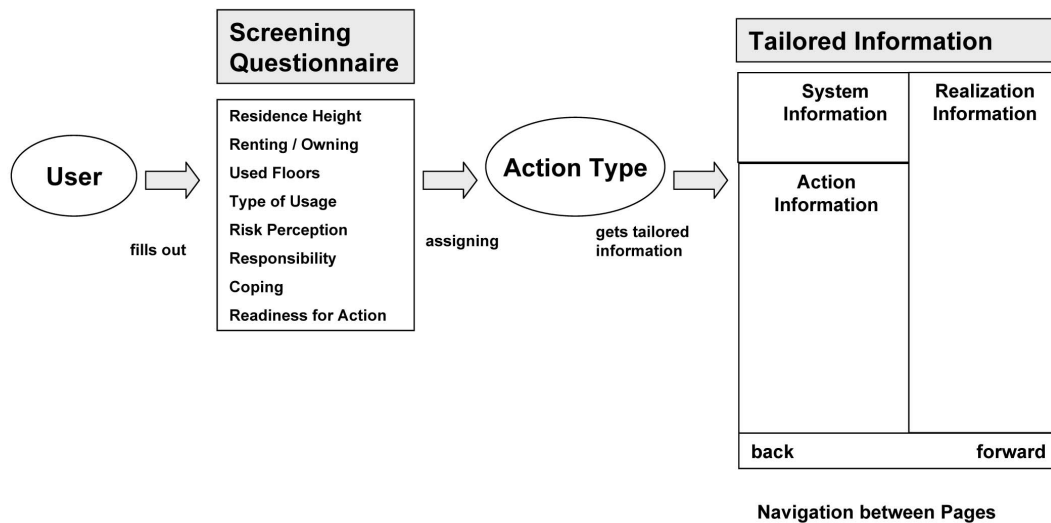 Screening
Questionnaire
Tailored Information
User
fills out
Residence Height
Renting / Owning
Used Floors
Type of Usage
Risk Perception
Responsibility
Coping
Readiness for Action
assigning
Action Type
gets tailored
information
System
Information
Action
Information
Realization
Information
back
forward
Navigation between Pages